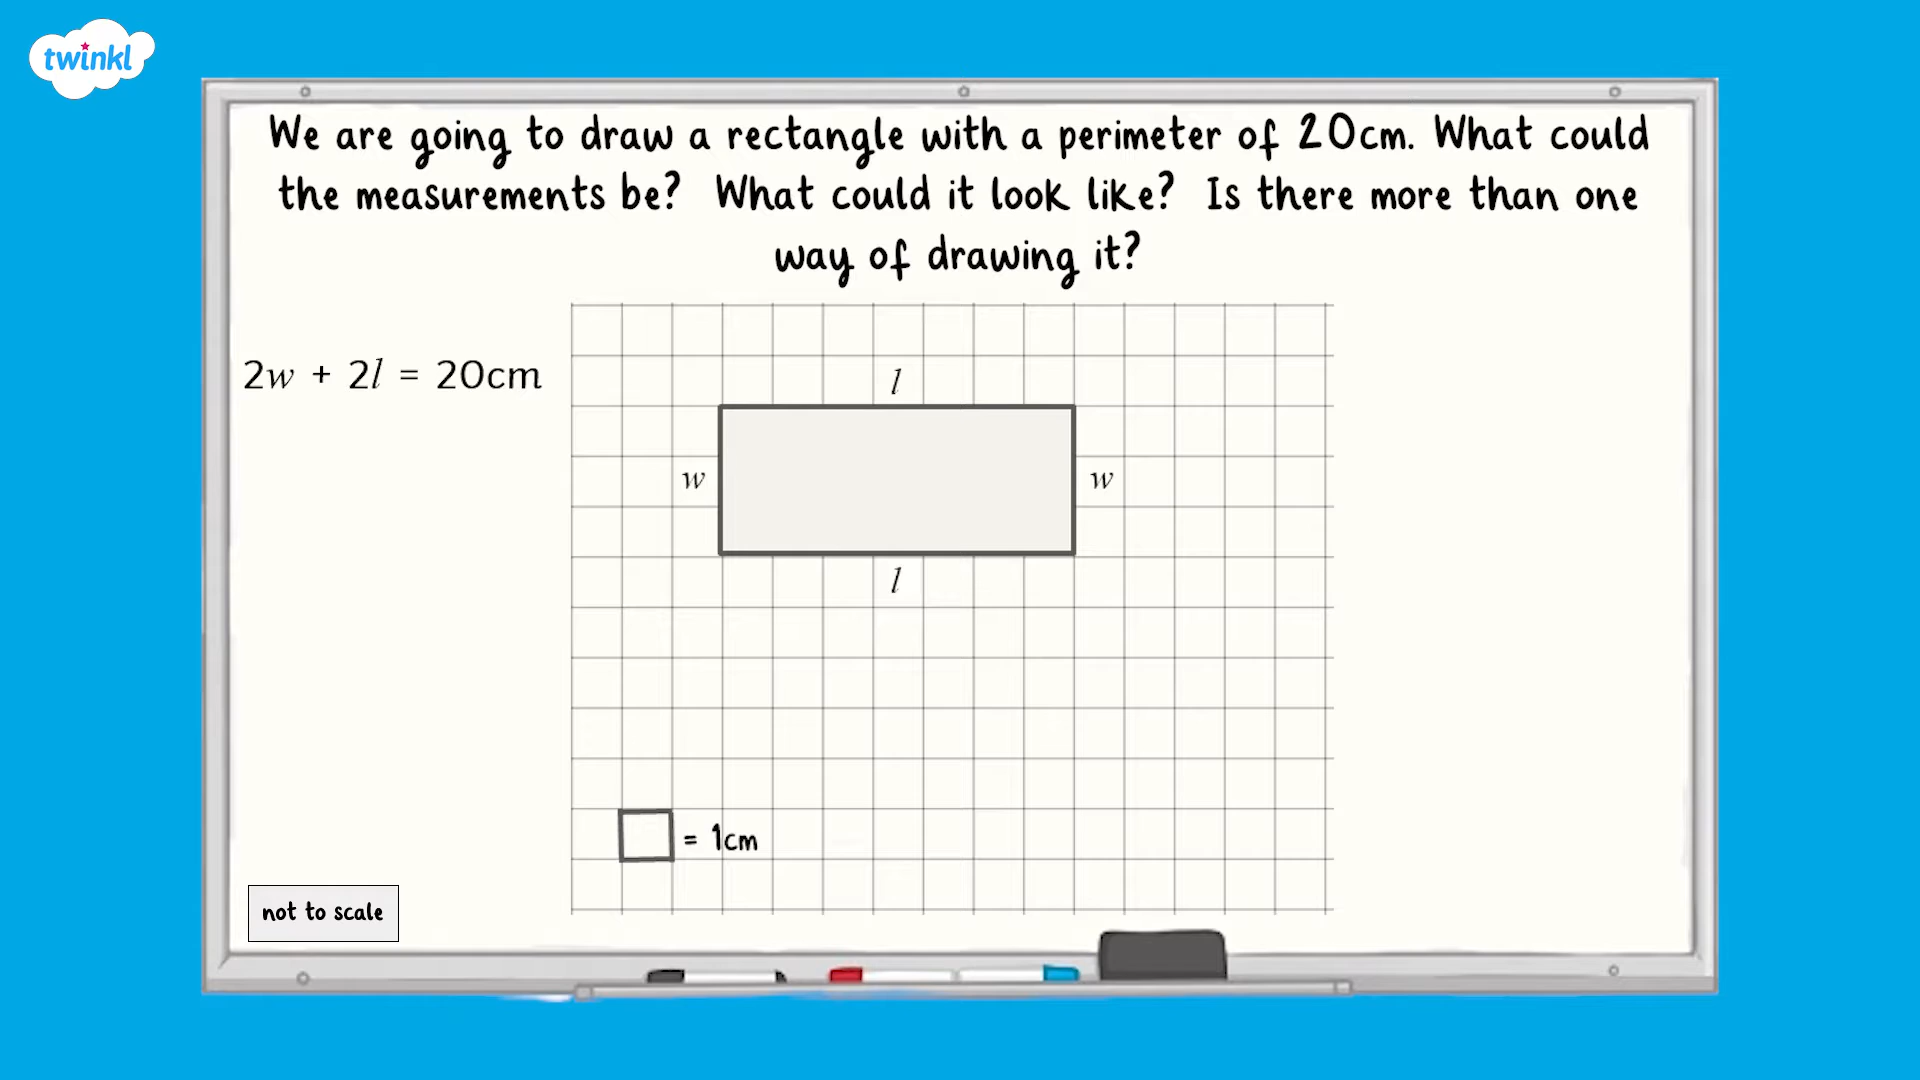 twinkl
We are going to draw a rectangle with a perimeter of 20cm. What could
the measurements be? What could it look like? Is there more than one
way of drawing it?
2w + 2l = 20cm
l
w
w
l
= 1cm
not to scale